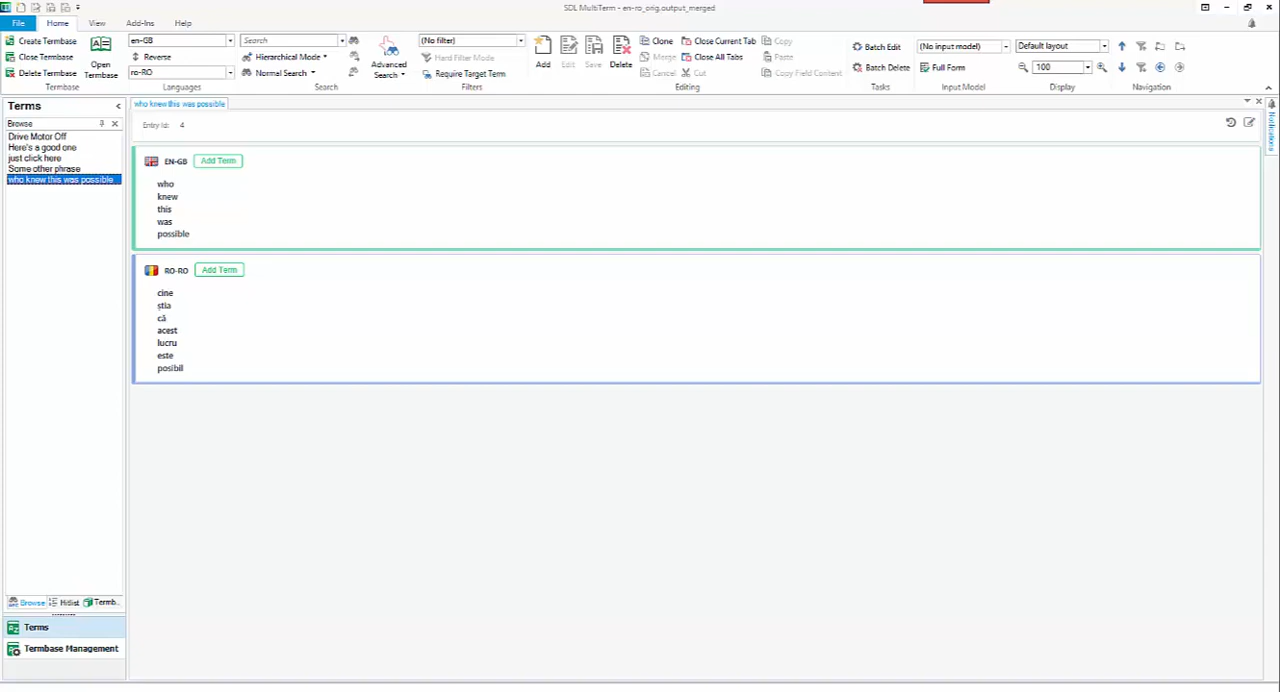 SDL MultiTerm - en-ro_orig.output_merged
File Home View Add-Ins Help
Create Termbase
Close Termbase
Delete Termbase
Open Termbase
Termbase
en-GB
Reverse
ro-RO
Languages
Search
Hierarchical Mode
Normal Search
Advanced Search
Search
(No filter)
Hard Filter Mode
Require Target Term
Filters
Add Edit Save Delete
Clone Close Current Tab Copy
Merge Close All Tabs Paste
Cancel Cut Copy Field Content
Editing
Batch Edit
Batch Delete
Tasks
(No input model)
Full Form
Input Model
Default layout
100
Display
Navigation
Terms
Browse
Drive Motor Off
Here's a good one
just click here
Some other phrase
who knew this was possible
who knew this was possible
Entry Id: 4
EN-GB Add Term
who
knew
this
was
possible
RO-RO Add Term
cine
știa
că
acest
lucru
este
posibil
Notifications
Browse Hitlist Termb..
Terms
Termbase Management